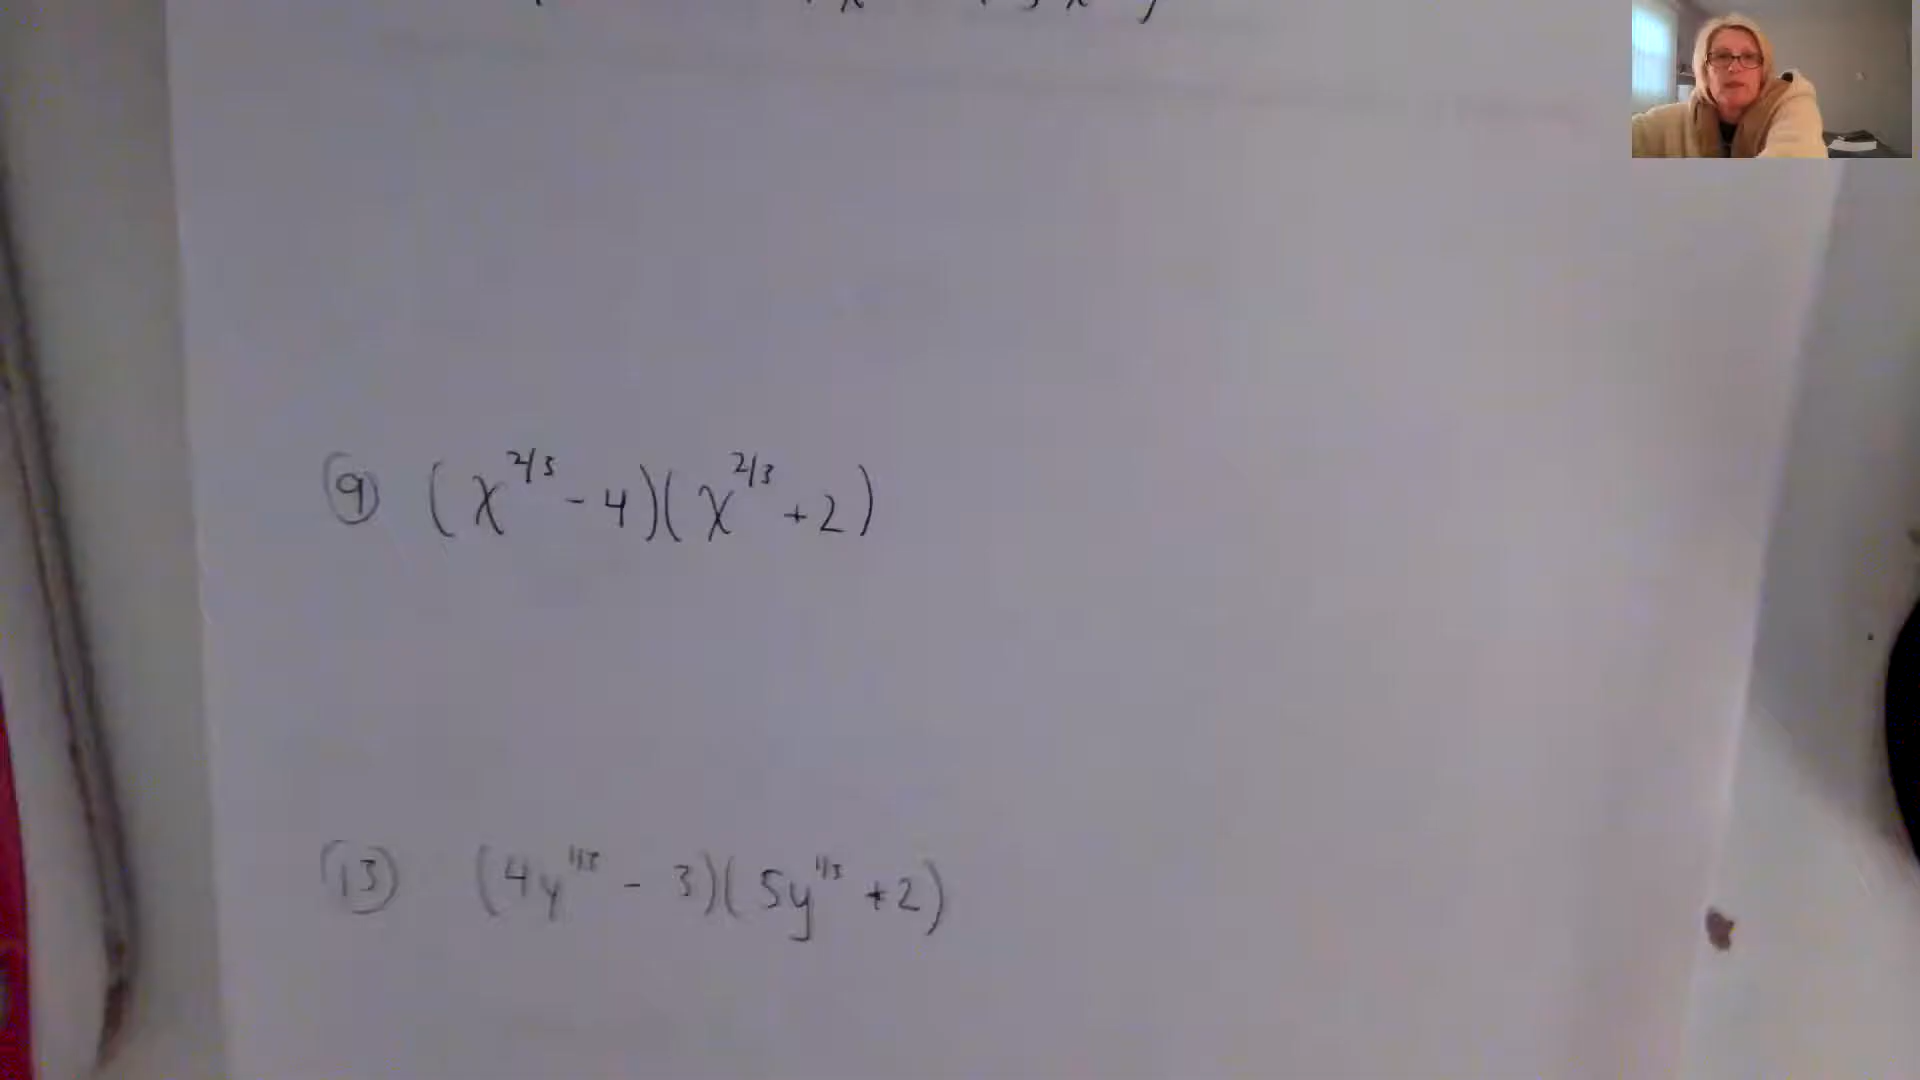 ⑨ (x^2/3 - 4)(x^2/3 + 2)
⑬ (4y^1/3 - 3)(5y^1/3 + 2)